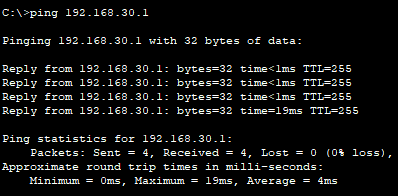 C:\>ping 192.168.30.1
Pinging 192.168.30.1 with 32 bytes of data:
Reply from 192.168.30.1: bytes=32 time<1ms TTL=255
Reply from 192.168.30.1: bytes=32 time<1ms TTL=255
Reply from 192.168.30.1: bytes=32 time<1ms TTL=255
Reply from 192.168.30.1: bytes=32 time=19ms TTL=255
Ping statistics for 192.168.30.1:
    Packets: Sent = 4, Received = 4, Lost = 0 (0% loss),
Approximate round trip times in milli-seconds:
    Minimum = 0ms, Maximum = 19ms, Average = 4ms